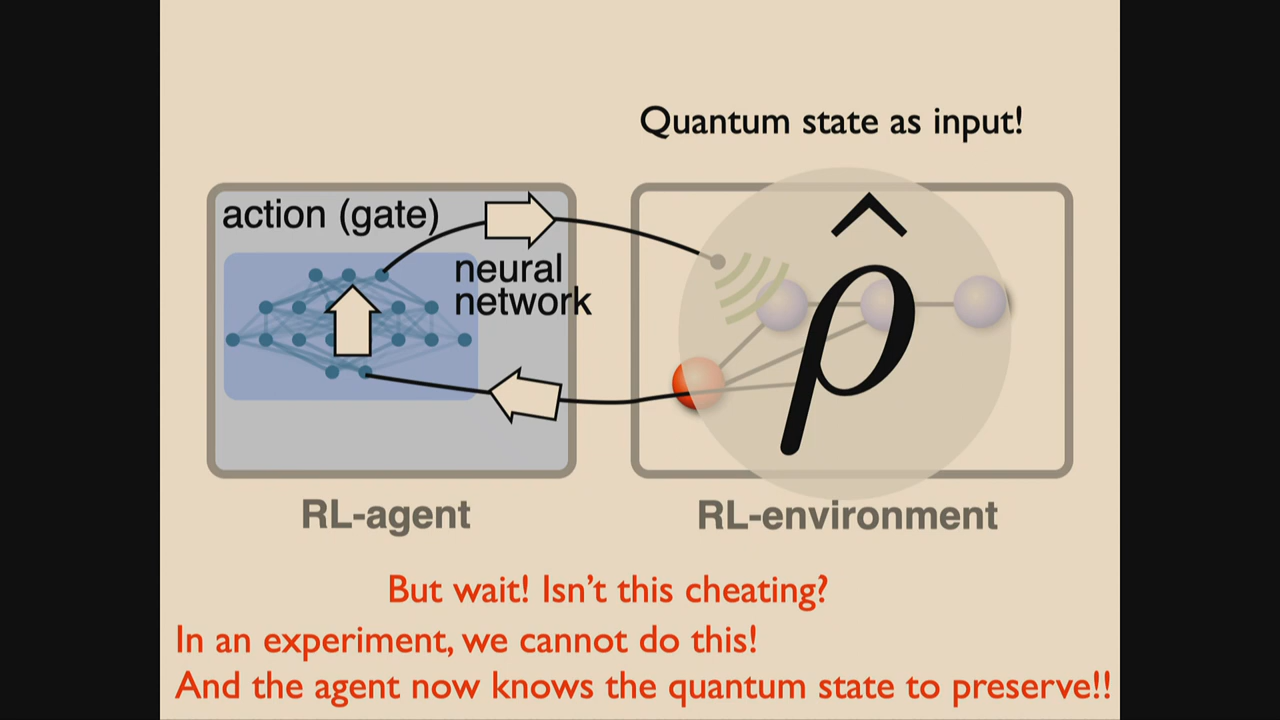 Quantum state as input!
action (gate)
neural
network
ρ̂
RL-agent
RL-environment
But wait! Isn’t this cheating?
In an experiment, we cannot do this!
And the agent now knows the quantum state to preserve!!